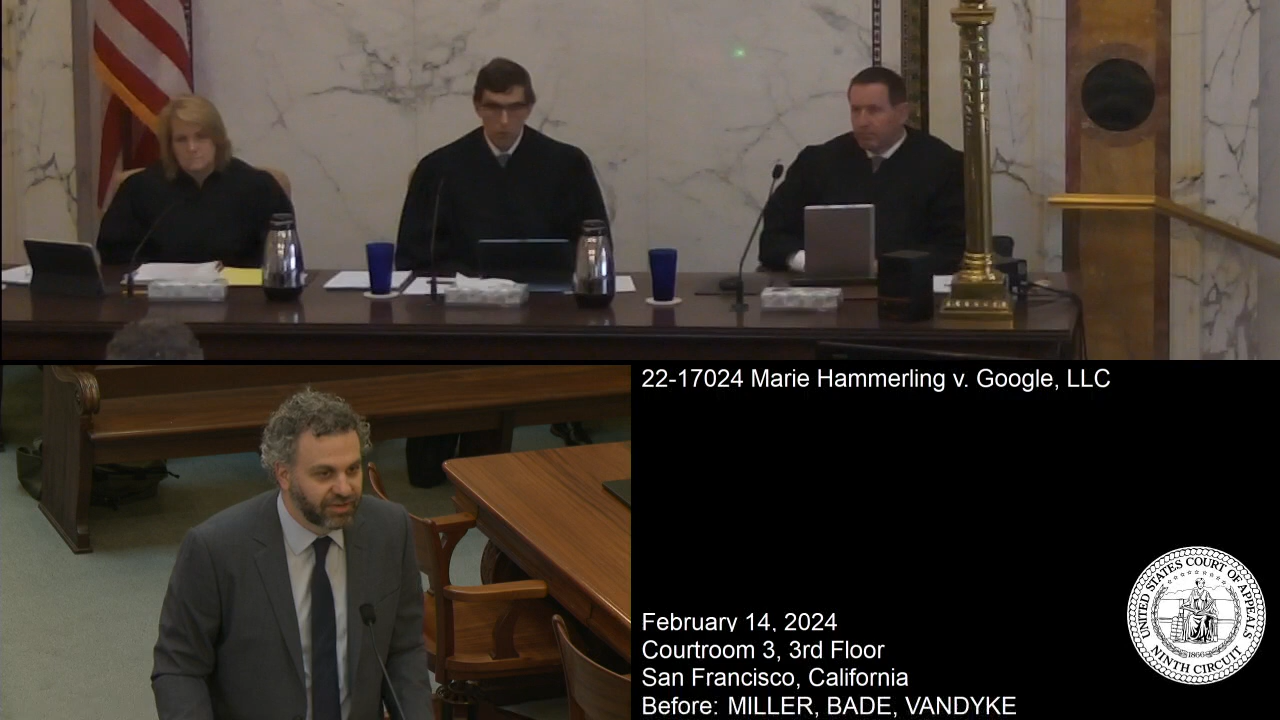 22-17024 Marie Hammerling v. Google, LLC
February 14, 2024
Courtroom 3, 3rd Floor
San Francisco, California
Before: MILLER, BADE, VANDYKE
UNITED STATES COURT OF APPEALS
NINTH CIRCUIT
1866